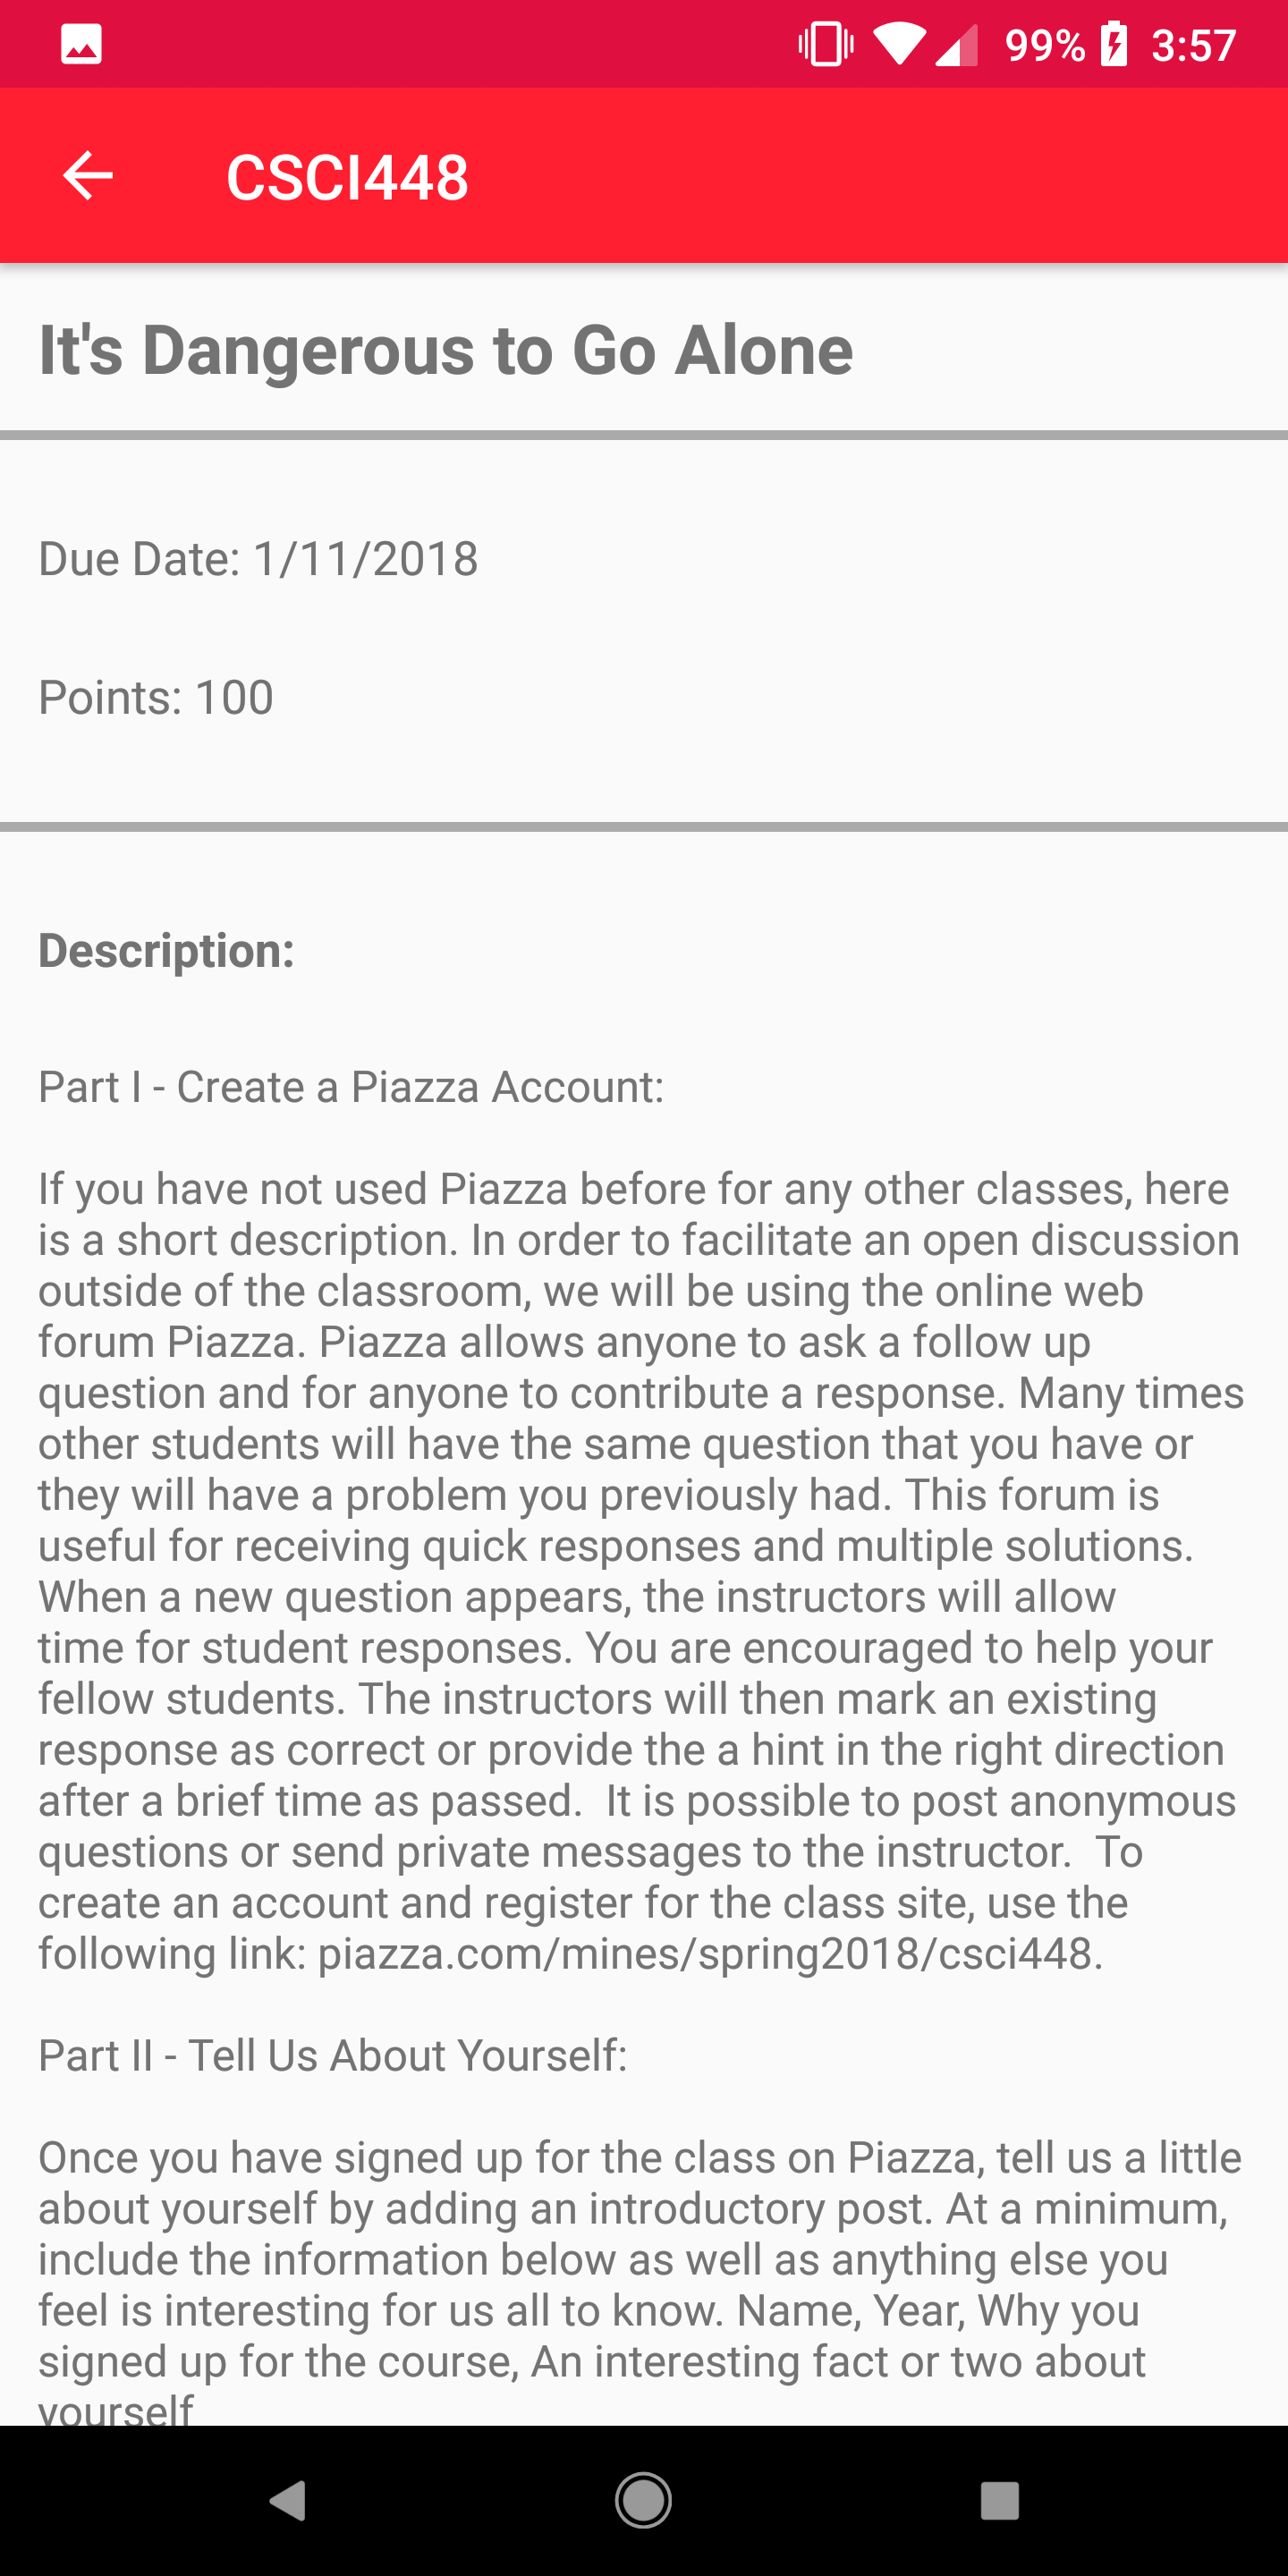 99% 3:57
CSCI448
It's Dangerous to Go Alone
Due Date: 1/11/2018
Points: 100
Description:
Part I - Create a Piazza Account:
If you have not used Piazza before for any other classes, here
is a short description. In order to facilitate an open discussion
outside of the classroom, we will be using the online web
forum Piazza. Piazza allows anyone to ask a follow up
question and for anyone to contribute a response. Many times
other students will have the same question that you have or
they will have a problem you previously had. This forum is
useful for receiving quick responses and multiple solutions.
When a new question appears, the instructors will allow
time for student responses. You are encouraged to help your
fellow students. The instructors will then mark an existing
response as correct or provide the a hint in the right direction
after a brief time as passed.  It is possible to post anonymous
questions or send private messages to the instructor.  To
create an account and register for the class site, use the
following link: piazza.com/mines/spring2018/csci448.
Part II - Tell Us About Yourself:
Once you have signed up for the class on Piazza, tell us a little
about yourself by adding an introductory post. At a minimum,
include the information below as well as anything else you
feel is interesting for us all to know. Name, Year, Why you
signed up for the course, An interesting fact or two about
yourself